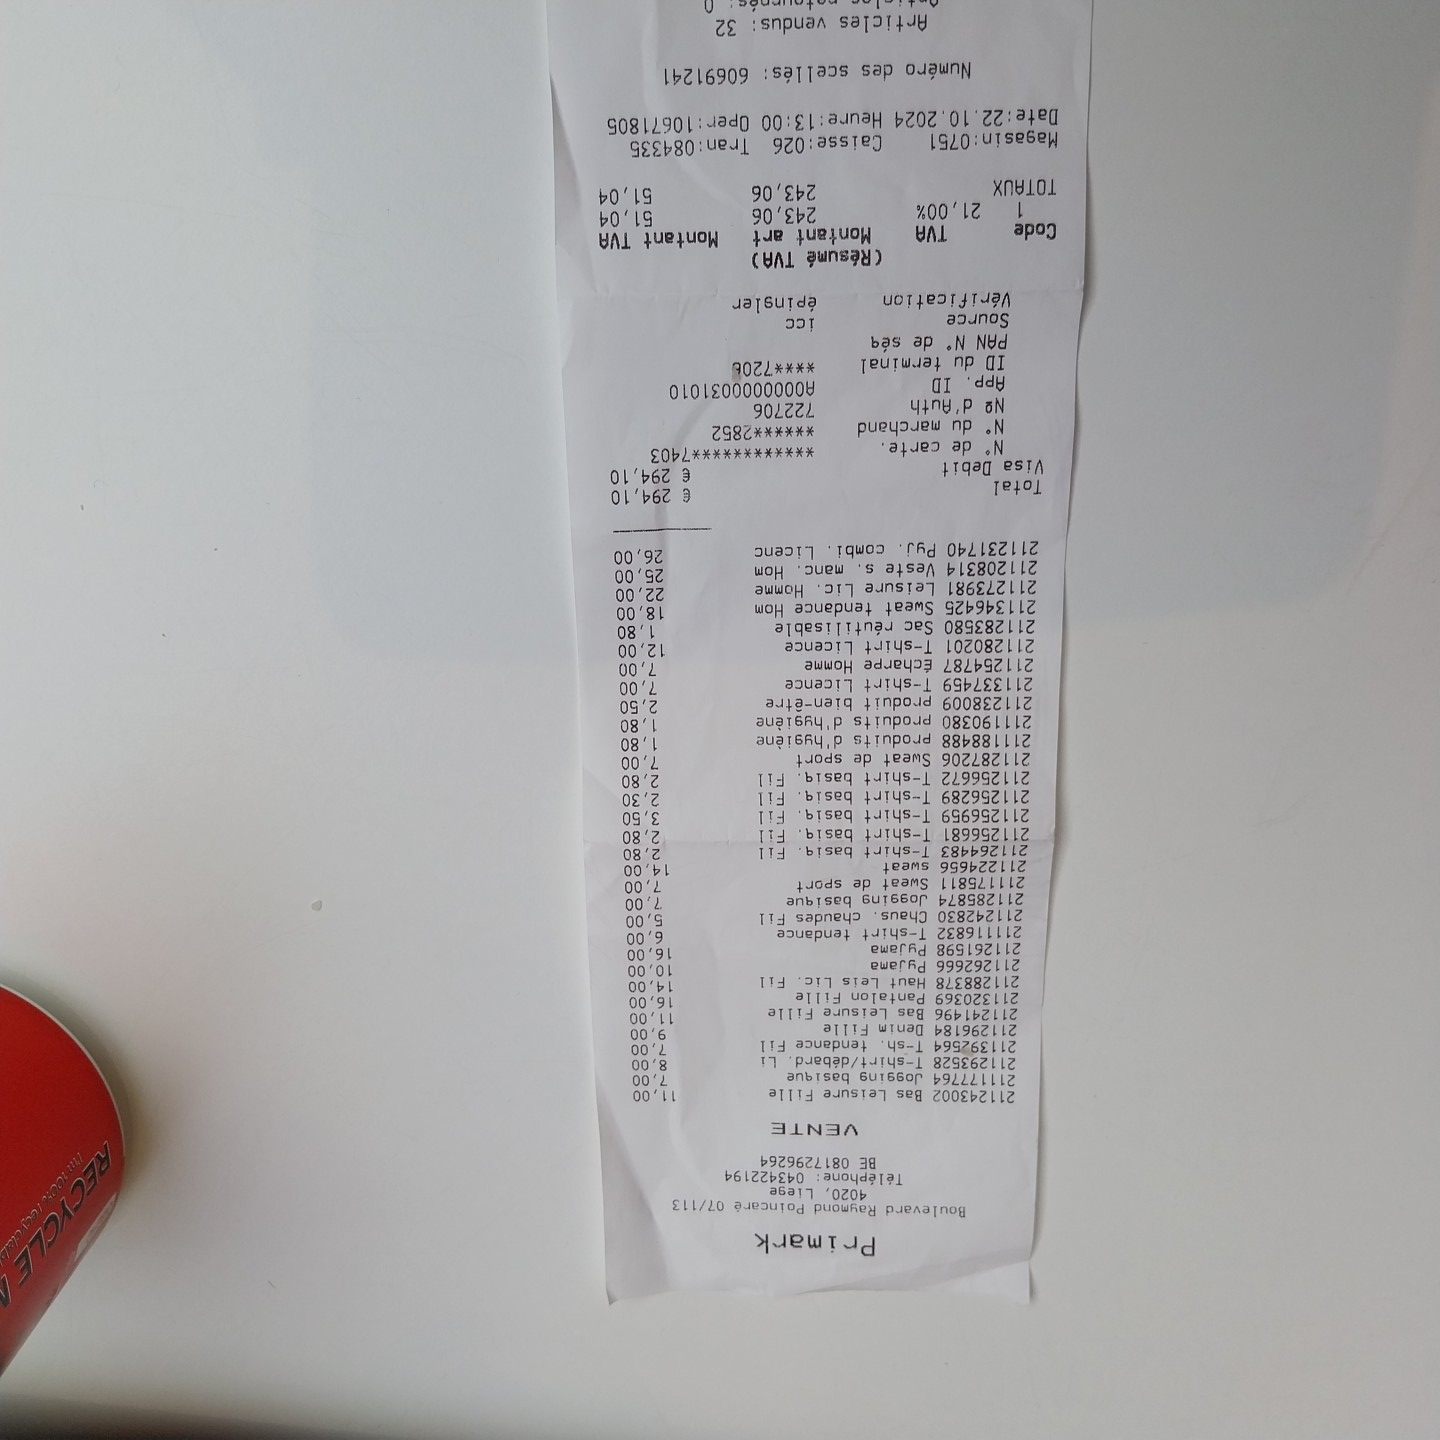 Primark
Boulevard Raymond Poincaré 07/113
4020, Liege
Téléphone: 043422194
BE 0817296264
VENTE
211243002 Bas Leisure Fille 11,00
211177764 Jogging basique 7,00
211293528 T-shirt/débard. Li 8,00
211392564 T-sh. tendance Fil 7,00
211296184 Denim Fille 9,00
211241496 Bas Leisure Fille 11,00
211320369 Pantalon Fille 16,00
211288378 Haut Leis Lic. Fil 14,00
211262666 Pyjama 10,00
211261598 Pyjama 16,00
211116832 T-shirt tendance 6,00
211242830 Chaus. chaudes Fil 5,00
211285874 Jogging basique 7,00
211175811 Sweat de sport 7,00
211224656 sweat 14,00
211264483 T-shirt basiq. Fil 2,80
211256681 T-shirt basiq. Fil 2,80
211256959 T-shirt basiq. Fil 3,50
211256289 T-shirt basiq. Fil 2,30
211256672 T-shirt basiq. Fil 2,80
211287206 Sweat de sport 7,00
211188488 produits d'hygiène 1,80
211190380 produits d'hygiène 1,80
211238009 produit bien-être 2,50
211337459 T-shirt Licence 7,00
211254787 Écharpe Homme 7,00
211280201 T-shirt Licence 12,00
211283580 Sac réutilisable 1,80
211346425 Sweat tendance Hom 18,00
211273981 Leisure Lic. Homme 22,00
211208314 Veste s. manc. Hom 25,00
211231740 Pyj. combi. Licenc 26,00
Total € 294,10
Visa Debit € 294,10
N° de carte. ************7403
N° du marchand ******2852
Nº d'Auth 722706
App. ID A0000000031010
ID du terminal ****7206
PAN N° de séq
Source icc
Vérification épingler
(Résumé TVA)
Code TVA Montant art Montant TVA
1 21,00% 243,06 51,04
TOTAUX 243,06 51,04
Magasin:0751 Caisse:026 Tran:084335
Date:22.10.2024 Heure:13:00 Oper:10671805
Numéro des scellés: 60691241
Articles vendus: 32
Articles retournés: 0
RECYCLE M
I'm 100% recyclab